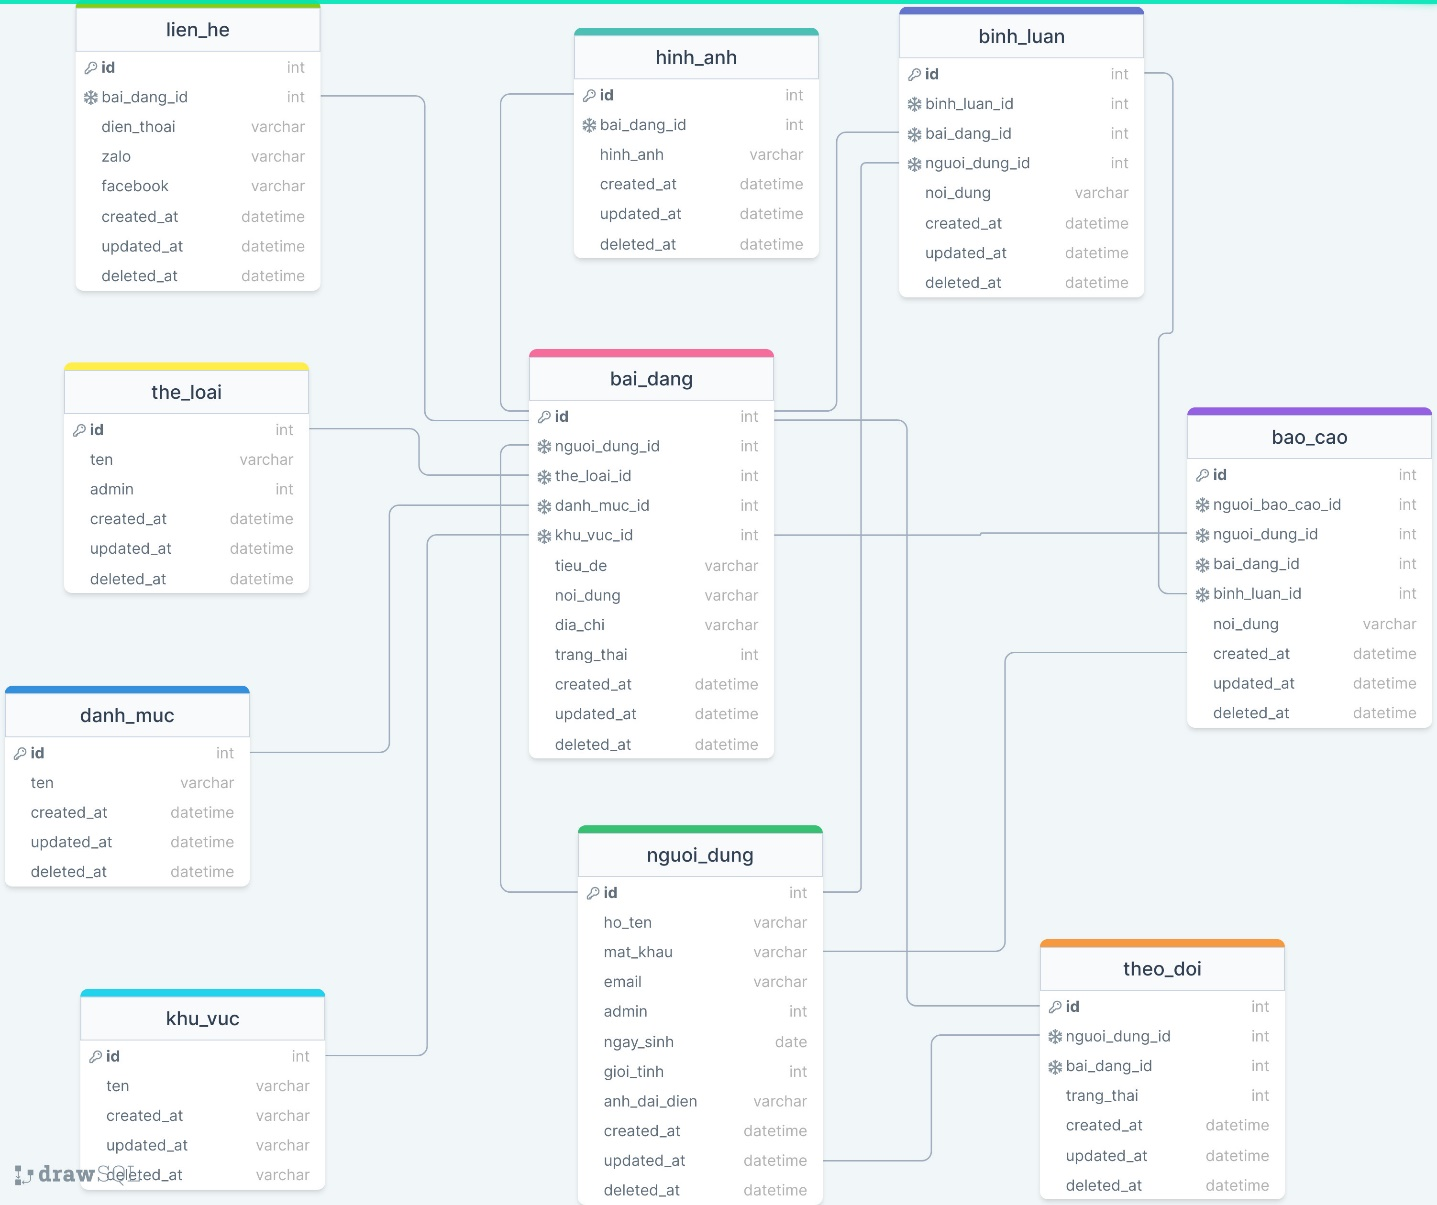 lien_he
id int
bai_dang_id int
dien_thoai varchar
zalo varchar
facebook varchar
created_at datetime
updated_at datetime
deleted_at datetime
hinh_anh
id int
bai_dang_id int
hinh_anh varchar
created_at datetime
updated_at datetime
deleted_at datetime
binh_luan
id int
binh_luan_id int
bai_dang_id int
nguoi_dung_id int
noi_dung varchar
created_at datetime
updated_at datetime
deleted_at datetime
the_loai
id int
ten varchar
admin int
created_at datetime
updated_at datetime
deleted_at datetime
bai_dang
id int
nguoi_dung_id int
the_loai_id int
danh_muc_id int
khu_vuc_id int
tieu_de varchar
noi_dung varchar
dia_chi varchar
trang_thai int
created_at datetime
updated_at datetime
deleted_at datetime
bao_cao
id int
nguoi_bao_cao_id int
nguoi_dung_id int
bai_dang_id int
binh_luan_id int
noi_dung varchar
created_at datetime
updated_at datetime
deleted_at datetime
danh_muc
id int
ten varchar
created_at datetime
updated_at datetime
deleted_at datetime
nguoi_dung
id int
ho_ten varchar
mat_khau varchar
email varchar
admin int
ngay_sinh date
gioi_tinh int
anh_dai_dien varchar
created_at datetime
updated_at datetime
deleted_at datetime
theo_doi
id int
nguoi_dung_id int
bai_dang_id int
trang_thai int
created_at datetime
updated_at datetime
deleted_at datetime
khu_vuc
id int
ten varchar
created_at varchar
updated_at varchar
deleted_at varchar
drawSQL